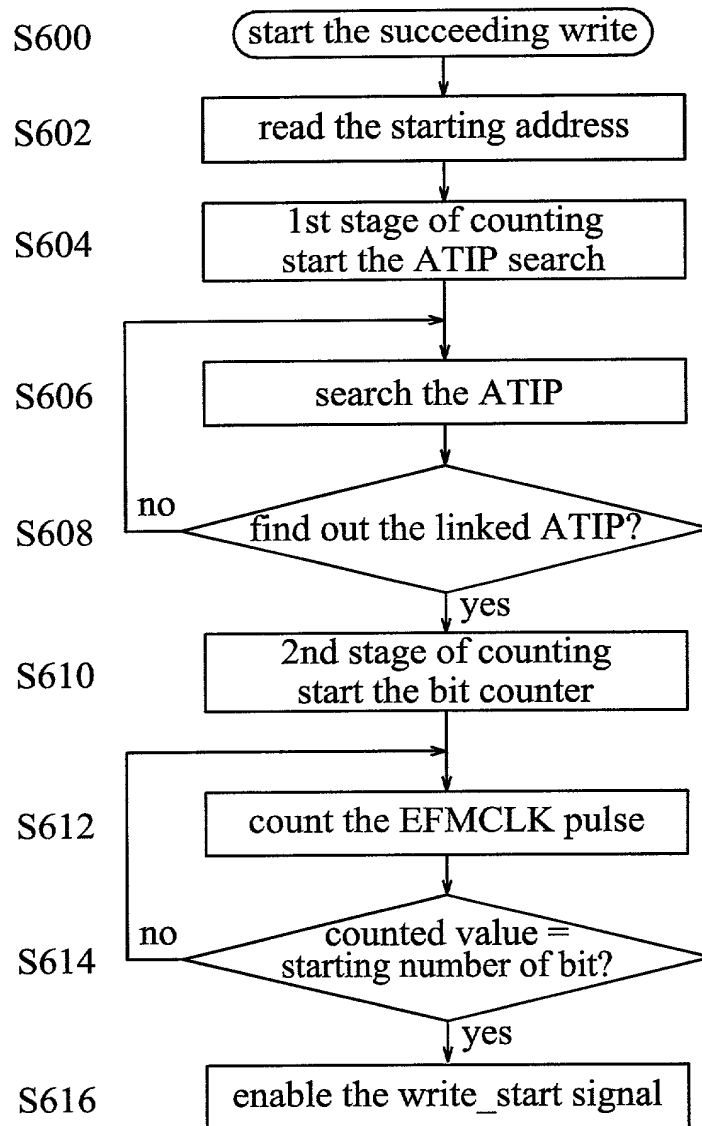 S600 start the succeeding write
S602 read the starting address
S604 1st stage of counting
start the ATIP search
S606 search the ATIP
no
S608 find out the linked ATIP?
yes
S610 2nd stage of counting
start the bit counter
S612 count the EFMCLK pulse
no
S614 counted value =
starting number of bit?
yes
S616 enable the write_start signal